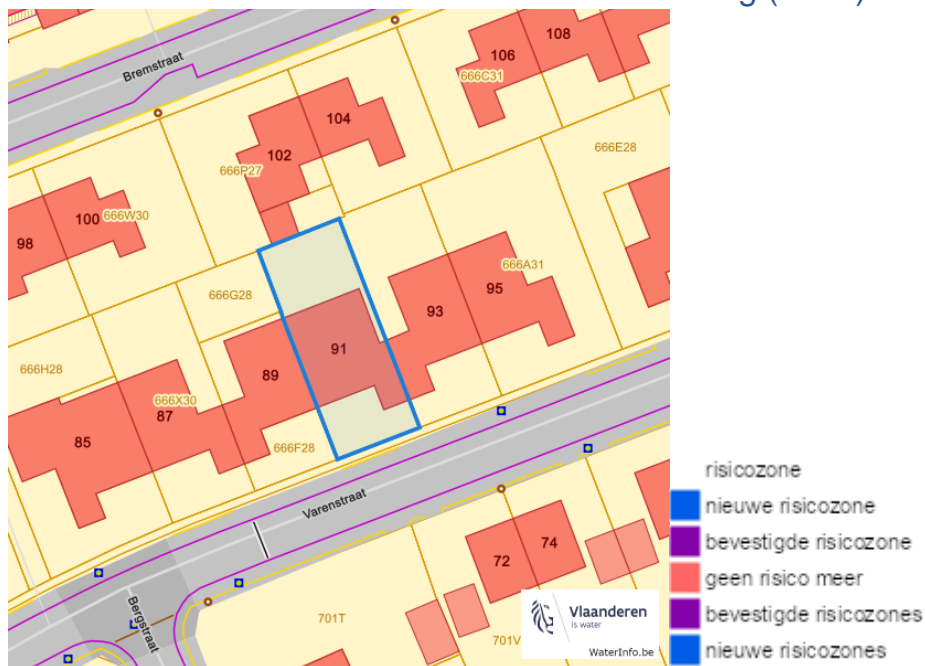 Bremstraat
106
108
666C31
104
102
666P27
666E28
100
666W30
98
666A31
95
666G28
93
91
89
666H28
666X30
87
85
666F28
Varenstraat
72
74
Bergstraat
701T
701V
Vlaanderen
is water
WaterInfo.be
risicozone
nieuwe risicozone
bevestigde risicozone
geen risico meer
bevestigde risicozones
nieuwe risicozones